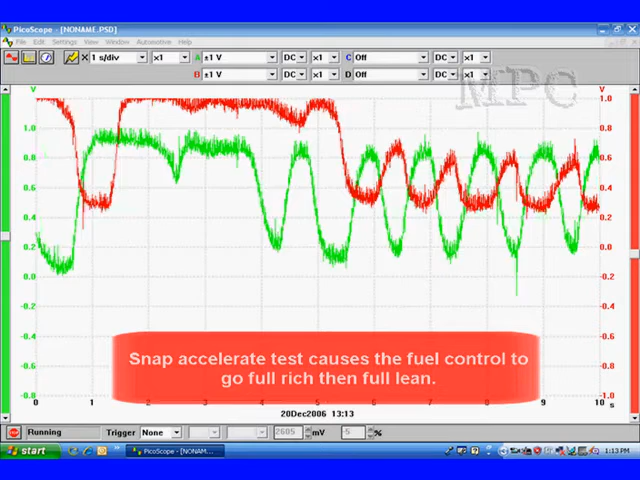 PicoScope - [NONAME.PSD]
File Edit Settings View Window Automotive Help
1 s/div x1 A ±1 V DC x1 C Off DC x1
B ±1 V DC x1 D Off DC x1
MPC
V V
1.0 1.0
0.8 0.8
0.6 0.6
0.4 0.4
0.2 0.2
0.0 0.0
-0.2 -0.2
-0.4 -0.4
-0.6 -0.6
-0.8 -0.8
-1.0
Snap accelerate test causes the fuel control to
go full rich then full lean.
0 1 2 3 4 5 6 7 8 9 10
s
20Dec2006 13:13
Running Trigger None 2605 mV -5 %
start PicoScope - [NONAM... 1:13 PM